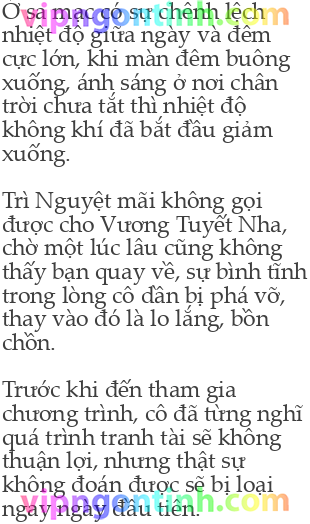 Ở sa mạc có sự chênh lệch
nhiệt độ giữa ngày và đêm
cực lớn, khi màn đêm buông
xuống, ánh sáng ở nơi chân
trời chưa tắt thì nhiệt độ
không khí đã bắt đầu giảm
xuống.

Trì Nguyệt mãi không gọi
được cho Vương Tuyết Nha,
chờ một lúc lâu cũng không
thấy bạn quay về, sự bình tĩnh
trong lòng cô dần bị phá vỡ,
thay vào đó là lo lắng, bồn
chồn.

Trước khi đến tham gia
chương trình, cô đã từng nghĩ
quá trình tranh tài sẽ không
thuận lợi, nhưng thật sự
không đoán được sẽ bị loại
ngay ngày đầu tiên.
vipngontinh.com
vipngontinh.com